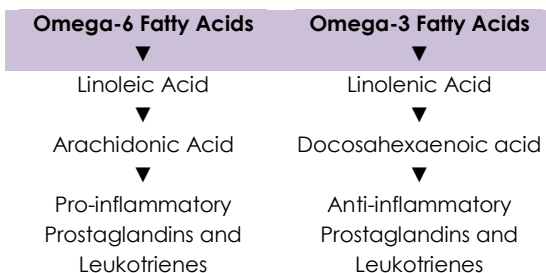 Omega-6 Fatty Acids
▼
Linoleic Acid
▼
Arachidonic Acid
▼
Pro-inflammatory
Prostaglandins and
Leukotrienes
Omega-3 Fatty Acids
▼
Linolenic Acid
▼
Docosahexaenoic acid
▼
Anti-inflammatory
Prostaglandins and
Leukotrienes